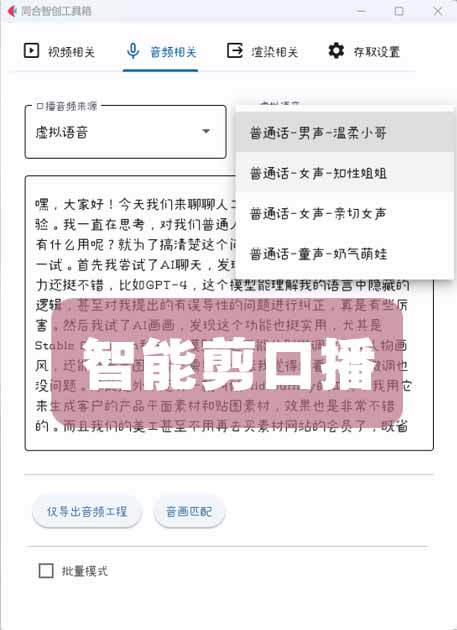 同合智创工具箱
视频相关
音频相关
渲染相关
存取设置
口播音频来源
虚拟语音
虚拟语音
普通话-男声-温柔小哥
普通话-女声-知性姐姐
普通话-女声-亲切女声
普通话-童声-奶气萌娃
嘿，大家好！今天我们来聊聊人工
验。我一直在思考，对我们普通人
有什么用呢？就为了搞清楚这个问
一试。首先我尝试了AI聊天，发现
力还挺不错，比如GPT-4，这个模型能理解我的语言中隐藏的
逻辑，甚至对我提出的有误导性的问题进行纠正，真是有些厉
害。然后我试了AI画画，发现这个功能也挺实用，尤其是
Stable
人物画
风，还能
微调也
没问题。
我用它
来生成客户的产品平面素材和贴图素材，效果也是非常不错
的。而且我们的美工甚至不用再去买素材网站的会员了，既省
智能剪口播
仅导出音频工程
音画匹配
批量模式